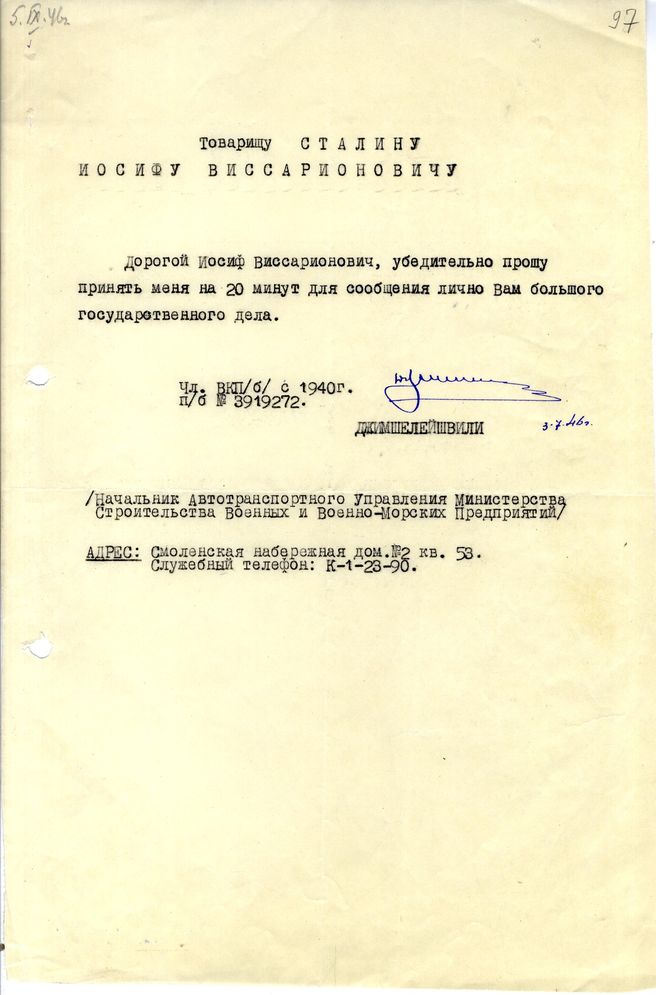 5.IX.46г.
97
Товарищу СТАЛИНУ
ИОСИФУ ВИССАРИОНОВИЧУ
Дорогой Иосиф Виссарионович, убедительно прошу
принять меня на 20 минут для сообщения лично Вам большого
государственного дела.
Чл. ВКП/б/ с 1940г.
п/б № 3919272.
ДЖИМШЕЛЕЙШВИЛИ
3.7.46г.
/Начальник Автотранспортного Управления Министерства
Строительства Военных и Военно-Морских Предприятий/
АДРЕС: Смоленская набережная дом.№2 кв. 53.
Служебный телефон: К-1-23-90.